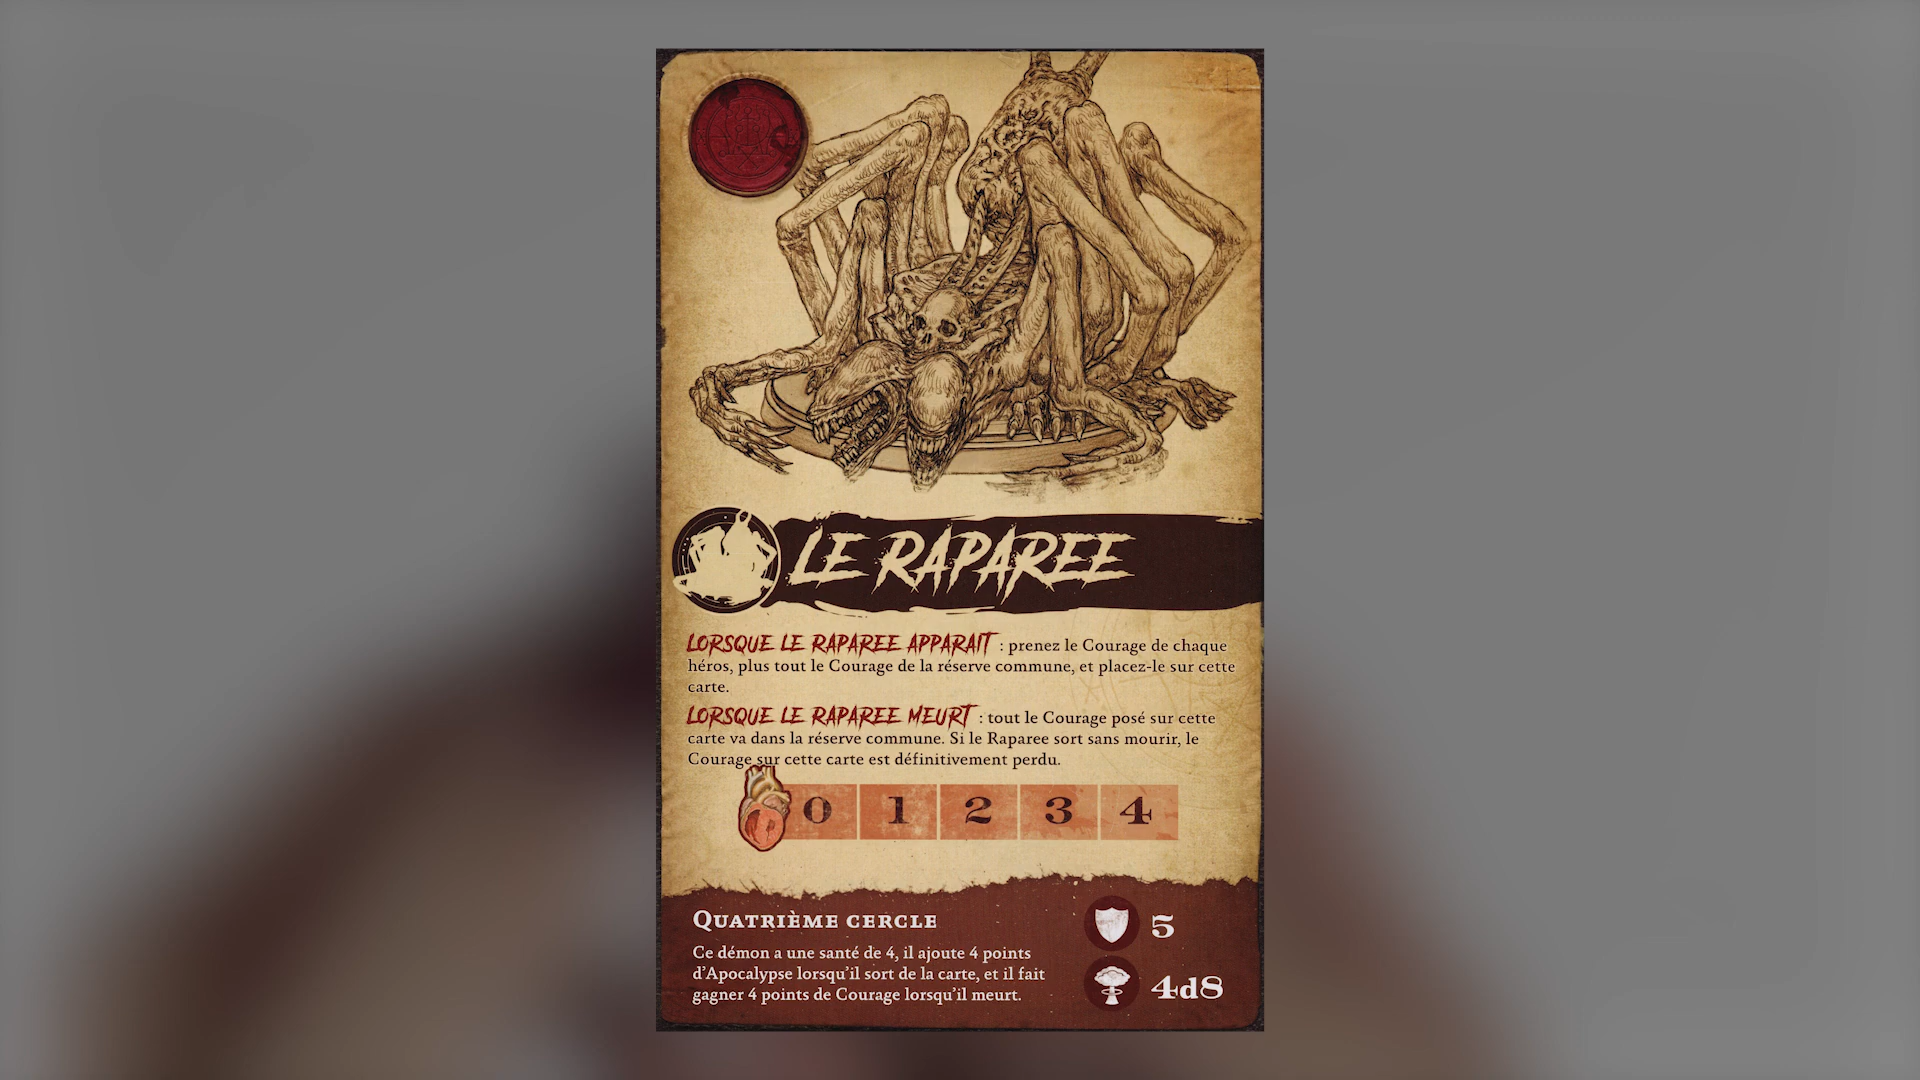 LE RAPAREE
LORSQUE LE RAPAREE APPARAIT : prenez le Courage de chaque
héros, plus tout le Courage de la réserve commune, et placez-le sur cette
carte.
LORSQUE LE RAPAREE MEURT : tout le Courage posé sur cette
carte va dans la réserve commune. Si le Raparee sort sans mourir, le
Courage sur cette carte est définitivement perdu.
0 1 2 3 4
QUATRIÈME CERCLE
Ce démon a une santé de 4, il ajoute 4 points
d'Apocalypse lorsqu'il sort de la carte, et il fait
gagner 4 points de Courage lorsqu'il meurt.
5
4d8